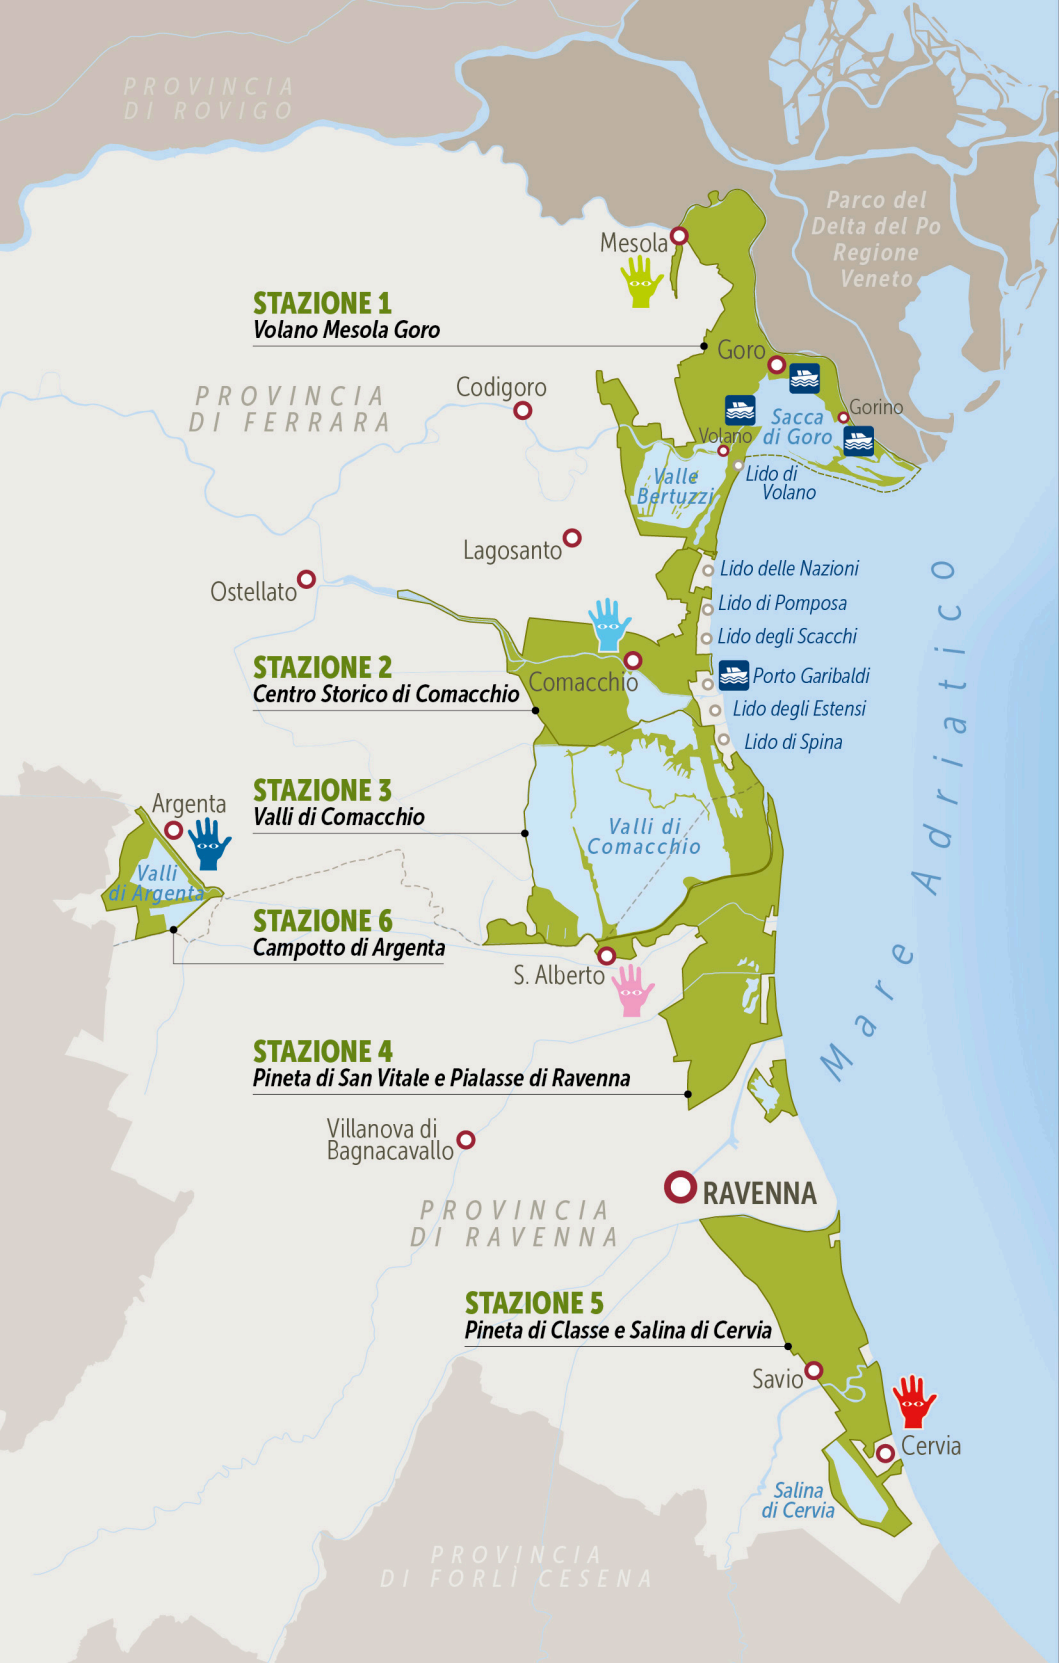 PROVINCIA
DI ROVIGO
Parco del
Delta del Po
Regione
Veneto
Mesola
STAZIONE 1
Volano Mesola Goro
Goro
PROVINCIA
DI FERRARA
Codigoro
Gorino
Sacca
di Goro
Volano
Lido di
Volano
Valle
Bertuzzi
Lagosanto
Lido delle Nazioni
Ostellato
Lido di Pomposa
Lido degli Scacchi
STAZIONE 2
Centro Storico di Comacchio
Comacchio
Porto Garibaldi
Lido degli Estensi
Lido di Spina
Mare Adriatico
STAZIONE 3
Valli di Comacchio
Argenta
Valli di
Comacchio
Valli
di Argenta
STAZIONE 6
Campotto di Argenta
S. Alberto
STAZIONE 4
Pineta di San Vitale e Pialasse di Ravenna
Villanova di
Bagnacavallo
RAVENNA
PROVINCIA
DI RAVENNA
STAZIONE 5
Pineta di Classe e Salina di Cervia
Savio
Cervia
Salina
di Cervia
PROVINCIA
DI FORLÌ CESENA